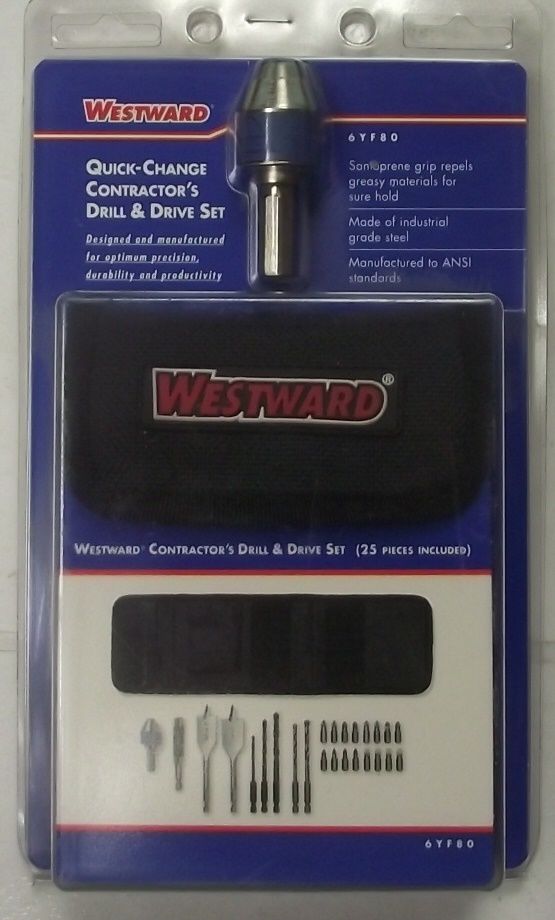 WESTWARD
6YF80
QUICK-CHANGE
CONTRACTOR'S
DRILL & DRIVE SET
Designed and manufactured
for optimum precision,
durability and productivity
Santoprene grip repels
greasy materials for
sure hold
Made of industrial
grade steel
Manufactured to ANSI
standards
WESTWARD®
WESTWARD® CONTRACTOR'S DRILL & DRIVE SET (25 PIECES INCLUDED)
6YF80